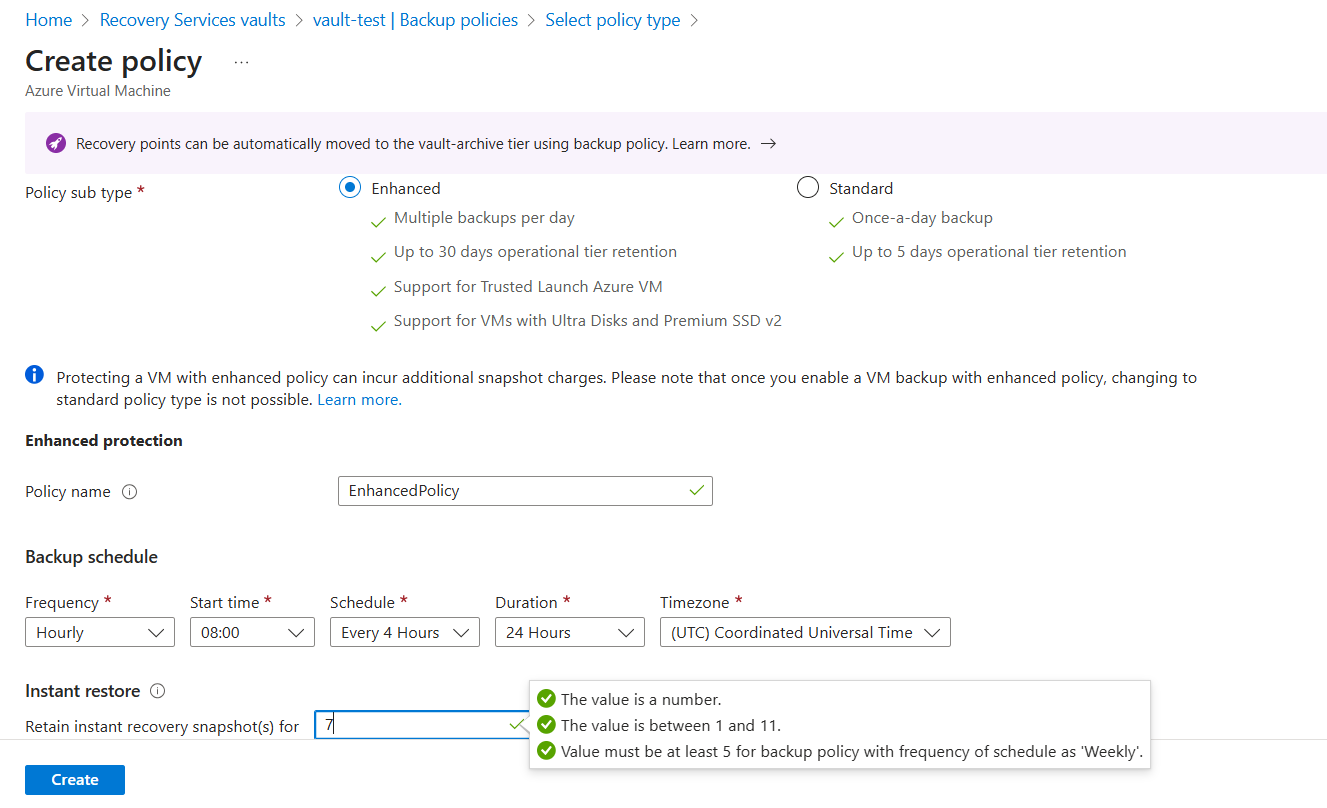 Home > Recovery Services vaults > vault-test | Backup policies > Select policy type >
Create policy ...
Azure Virtual Machine
Recovery points can be automatically moved to the vault-archive tier using backup policy. Learn more. →
Policy sub type *
Enhanced
Multiple backups per day
Up to 30 days operational tier retention
Support for Trusted Launch Azure VM
Support for VMs with Ultra Disks and Premium SSD v2
Standard
Once-a-day backup
Up to 5 days operational tier retention
Protecting a VM with enhanced policy can incur additional snapshot charges. Please note that once you enable a VM backup with enhanced policy, changing to
standard policy type is not possible. Learn more.
Enhanced protection
Policy name EnhancedPolicy
Backup schedule
Frequency * Start time * Schedule * Duration * Timezone *
Hourly 08:00 Every 4 Hours 24 Hours (UTC) Coordinated Universal Time
Instant restore
Retain instant recovery snapshot(s) for 7
The value is a number.
The value is between 1 and 11.
Value must be at least 5 for backup policy with frequency of schedule as 'Weekly'.
Create